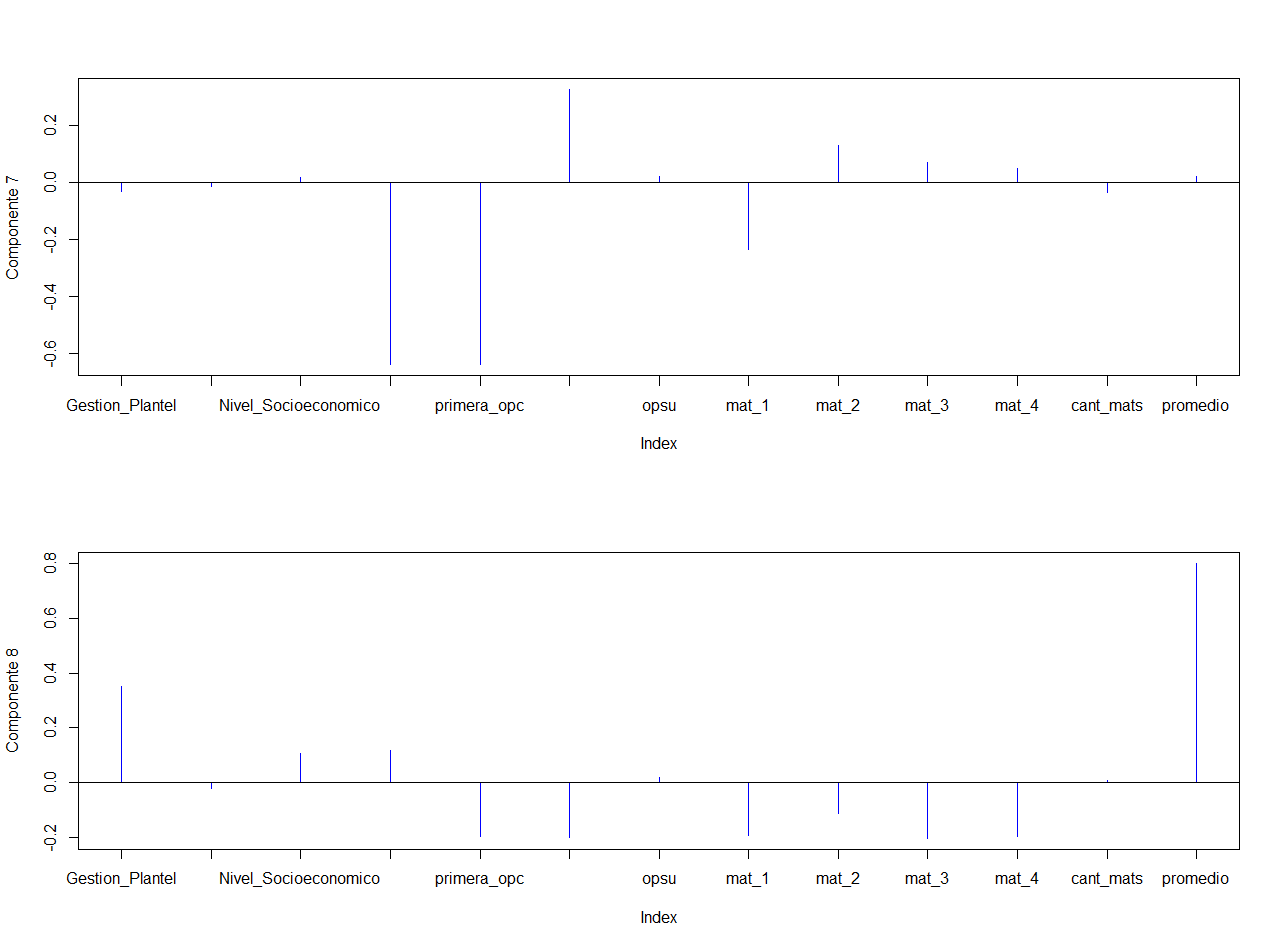 Componente 7
0.2
0.0
-0.2
-0.4
-0.6
Gestion_Plantel Nivel_Socioeconomico primera_opc opsu mat_1 mat_2 mat_3 mat_4 cant_mats promedio
Index
Componente 8
0.8
0.6
0.4
0.2
0.0
-0.2
Gestion_Plantel Nivel_Socioeconomico primera_opc opsu mat_1 mat_2 mat_3 mat_4 cant_mats promedio
Index